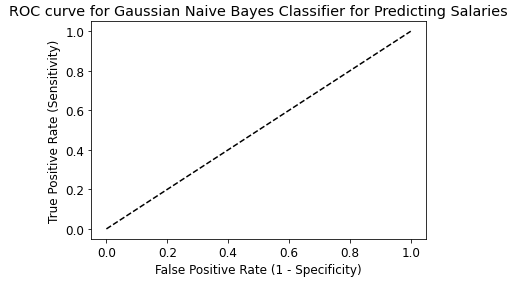 ROC curve for Gaussian Naive Bayes Classifier for Predicting Salaries
1.0
0.8
0.6
0.4
0.2
0.0
True Positive Rate (Sensitivity)
0.0 0.2 0.4 0.6 0.8 1.0
False Positive Rate (1 - Specificity)